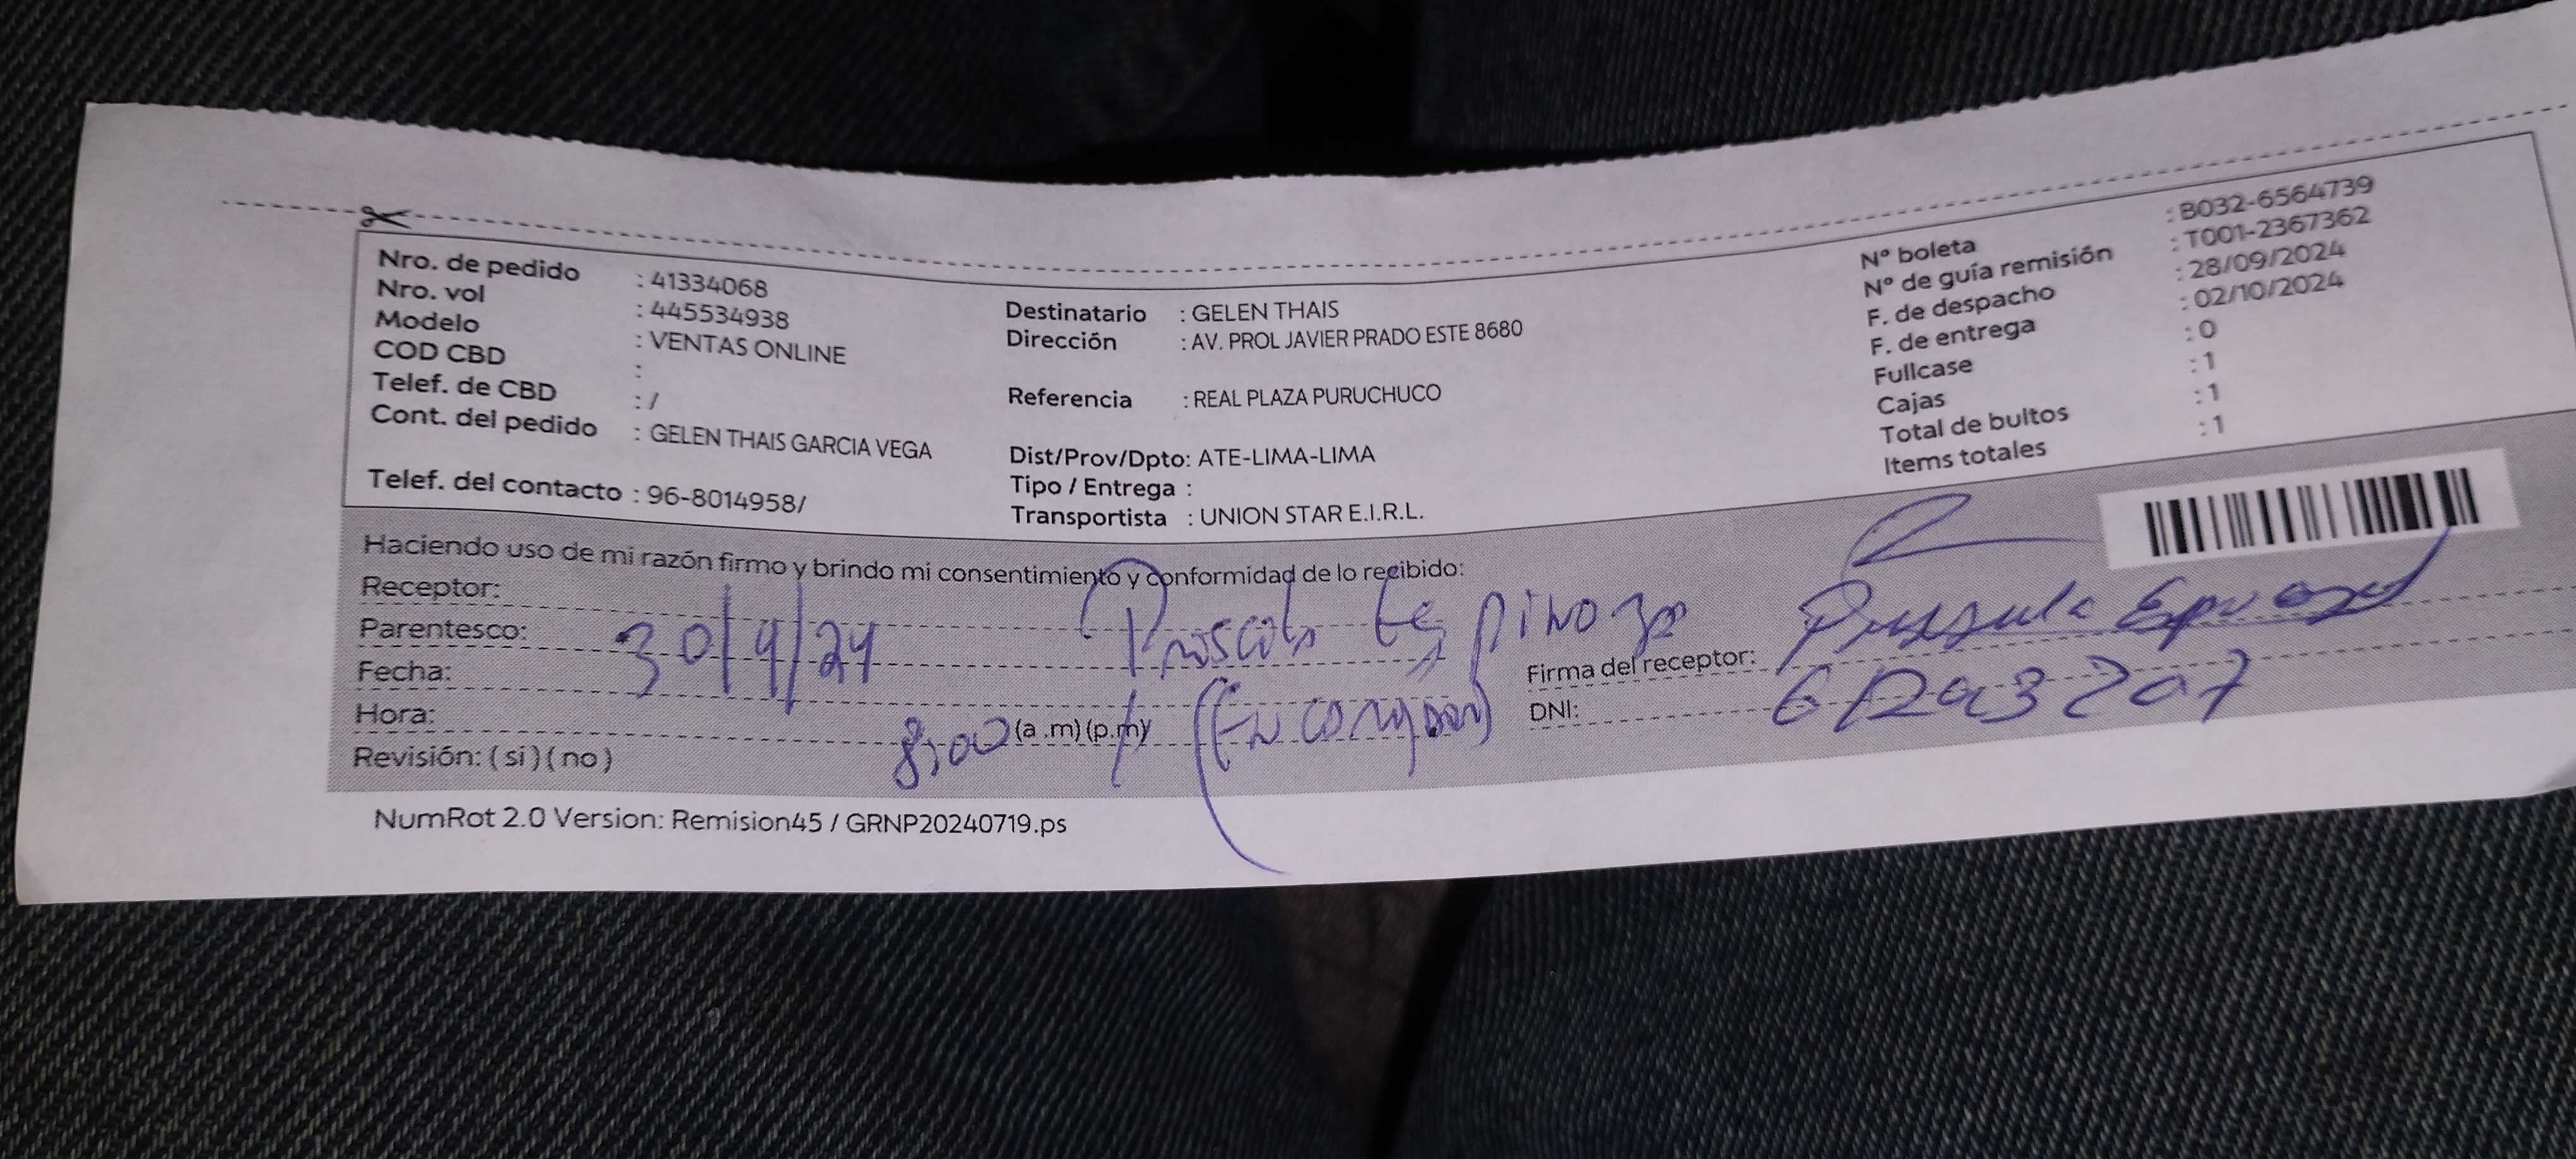 Nro. de pedido : 41334068
Nro. vol : 445534938
Modelo : VENTAS ONLINE
COD CBD :
Telef. de CBD : /
Cont. del pedido : GELEN THAIS GARCIA VEGA
Telef. del contacto : 96-8014958/
Destinatario : GELEN THAIS
Dirección : AV. PROL JAVIER PRADO ESTE 8680
Referencia : REAL PLAZA PURUCHUCO
Dist/Prov/Dpto: ATE-LIMA-LIMA
Tipo / Entrega :
Transportista : UNION STAR E.I.R.L.
N° boleta : B032-6564739
N° de guía remisión : T001-2367362
F. de despacho : 28/09/2024
F. de entrega : 02/10/2024
Fullcase : 0
Cajas : 1
Total de bultos : 1
Items totales : 1
Haciendo uso de mi razón firmo y brindo mi consentimiento y conformidad de lo recibido:
Receptor:
Parentesco:
Fecha: 30/9/24
Hora: 8:00 (a .m) (p.m)
Revisión: ( si ) ( no )
Espinoza
Firma del receptor:
DNI:
NumRot 2.0 Version: Remision45 / GRNP20240719.ps